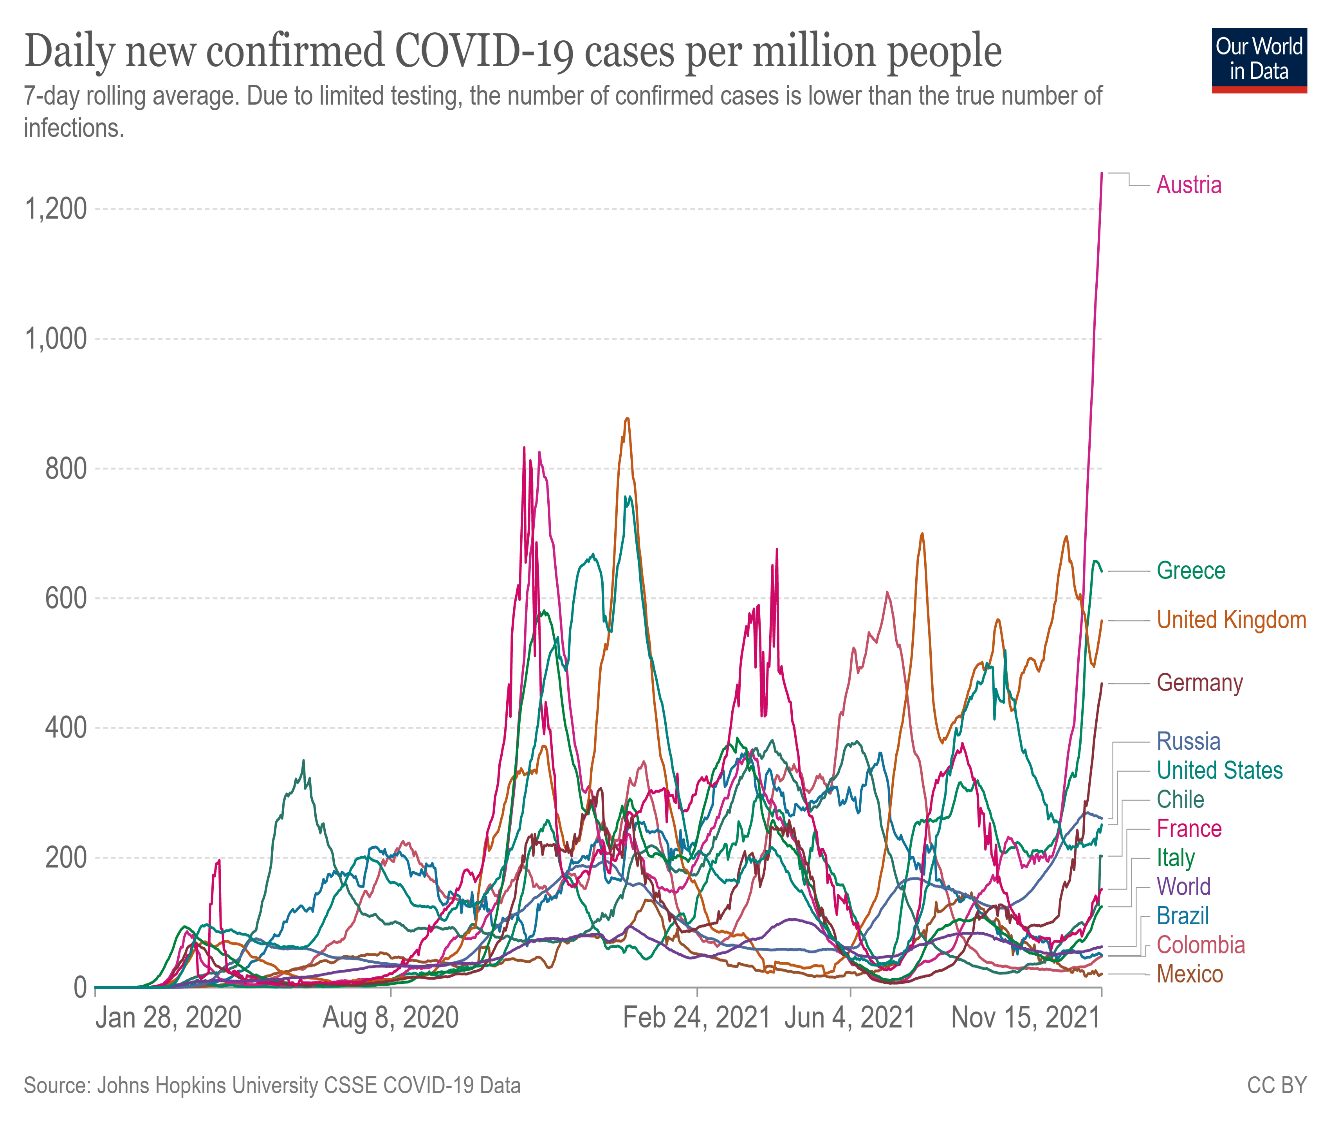 Daily new confirmed COVID-19 cases per million people
Our World
in Data
7-day rolling average. Due to limited testing, the number of confirmed cases is lower than the true number of
infections.
1,200
1,000
800
600
400
200
0
Austria
Greece
United Kingdom
Germany
Russia
United States
Chile
France
Italy
World
Brazil
Colombia
Mexico
Jan 28, 2020
Aug 8, 2020
Feb 24, 2021
Jun 4, 2021
Nov 15, 2021
Source: Johns Hopkins University CSSE COVID-19 Data
CC BY